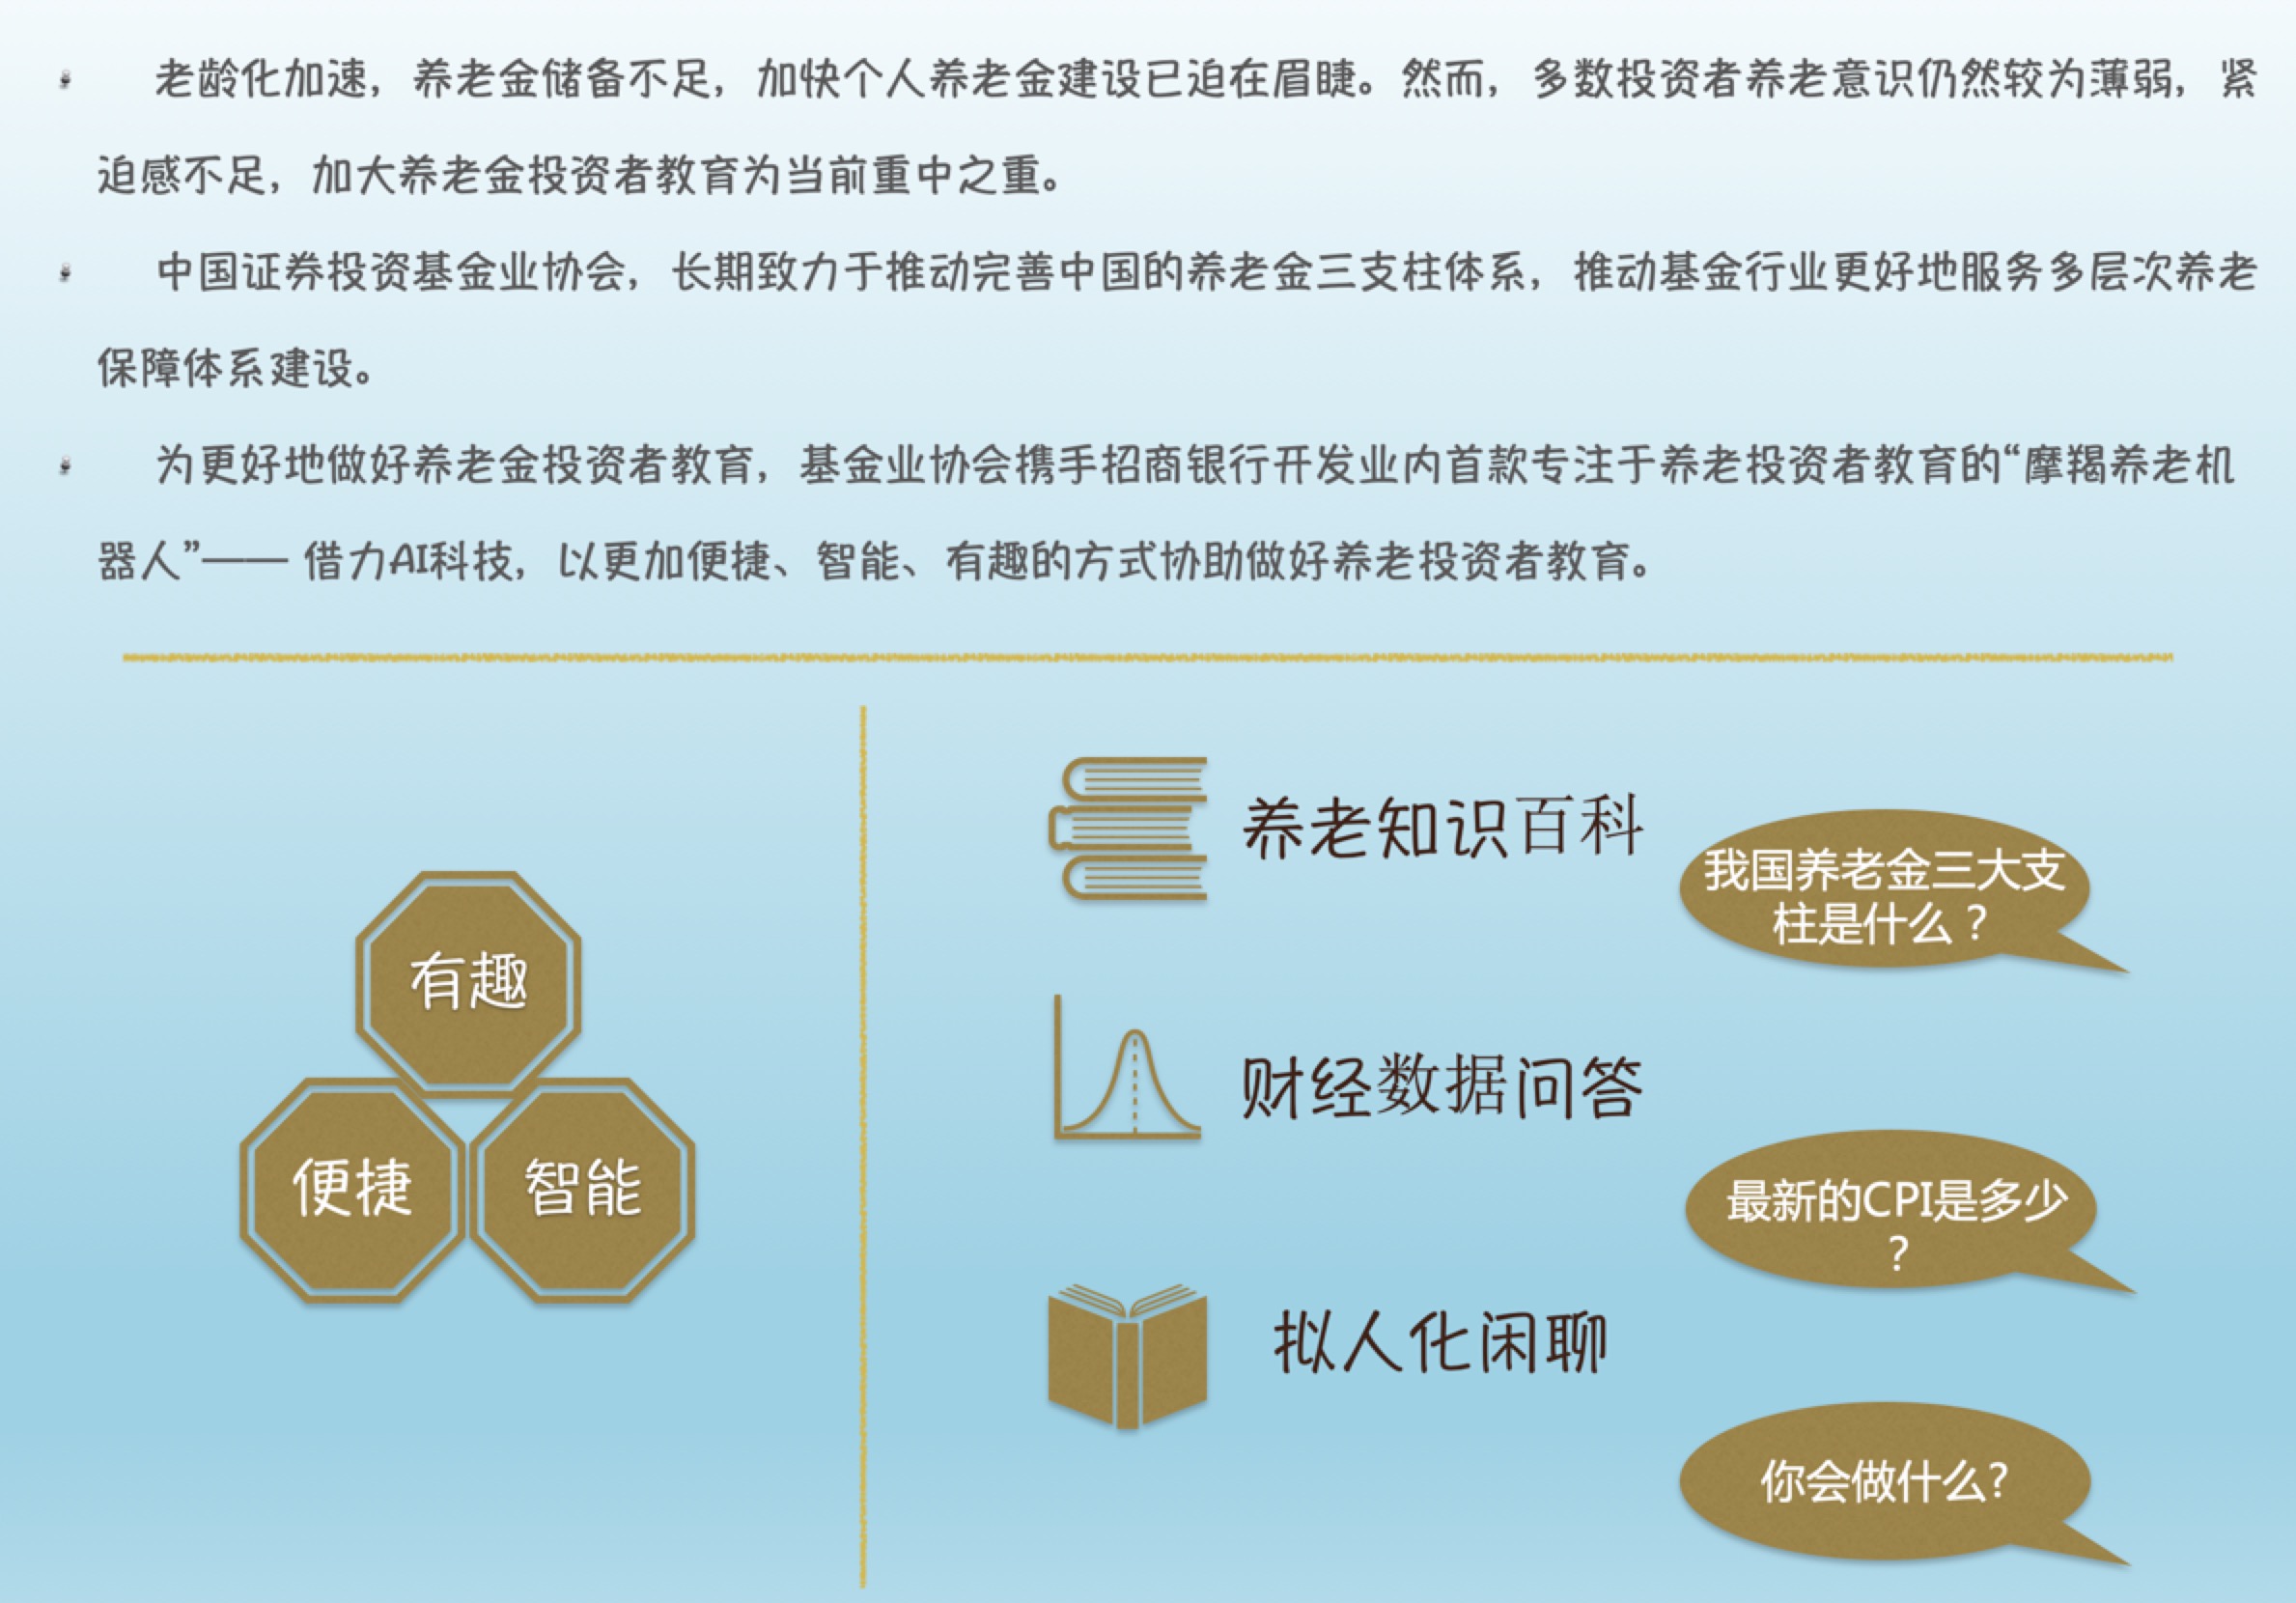 老龄化加速，养老金储备不足，加快个人养老金建设已迫在眉睫。然而，多数投资者养老意识仍然较为薄弱，紧
迫感不足，加大养老金投资者教育为当前重中之重。
中国证券投资基金业协会，长期致力于推动完善中国的养老金三支柱体系，推动基金行业更好地服务多层次养老
保障体系建设。
为更好地做好养老金投资者教育，基金业协会携手招商银行开发业内首款专注于养老投资者教育的“摩羯养老机
器人”—— 借力AI科技，以更加便捷、智能、有趣的方式协助做好养老投资者教育。
有趣
便捷
智能
养老知识百科
我国养老金三大支
柱是什么？
财经数据问答
最新的CPI是多少
？
拟人化闲聊
你会做什么?